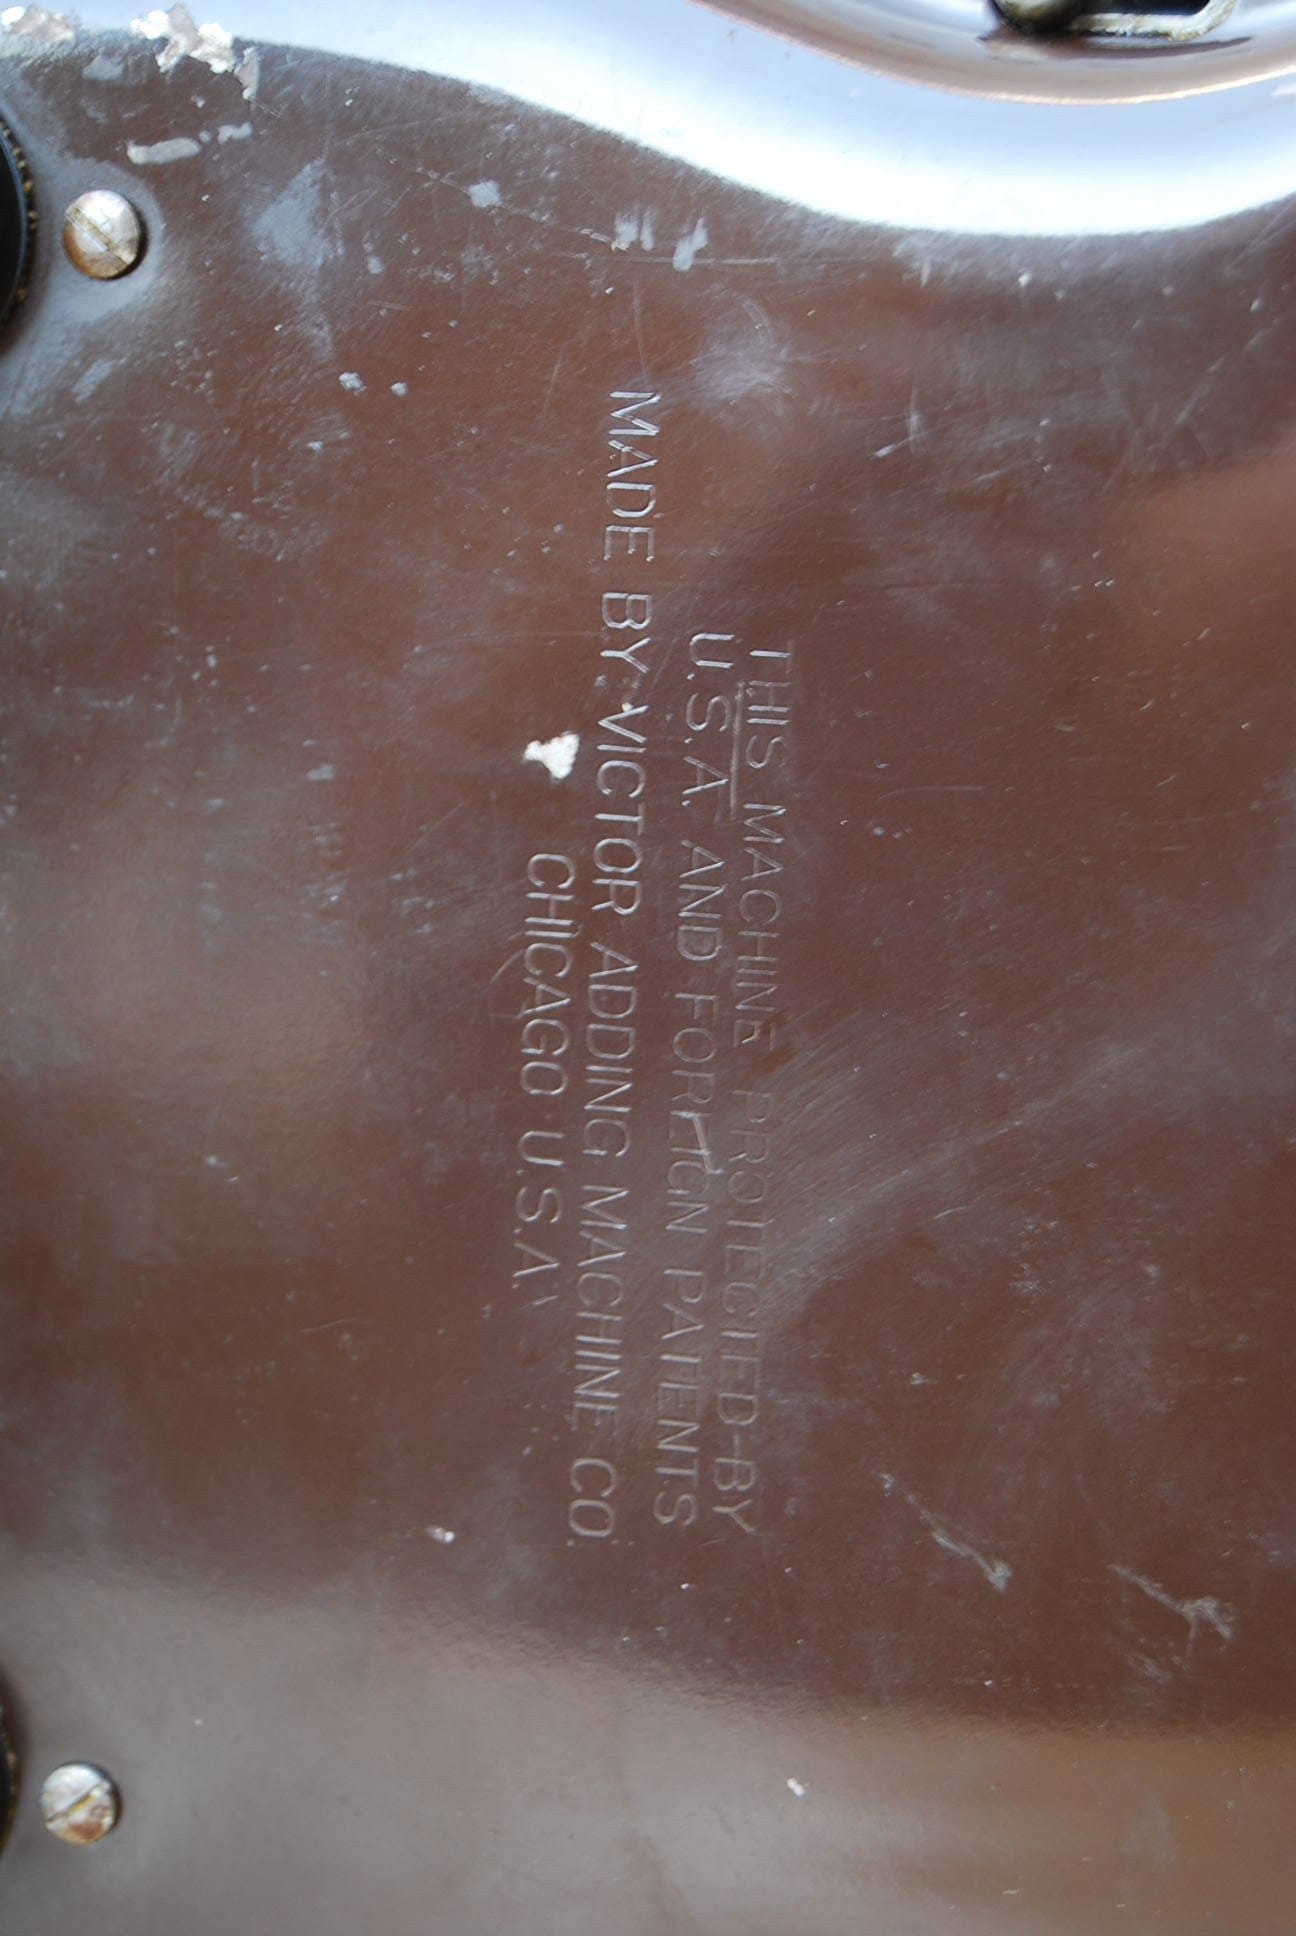 THIS MACHINE PROTECTED BY
U.S.A. AND FOREIGN PATENTS
MADE BY VICTOR ADDING MACHINE CO.
CHICAGO U.S.A.